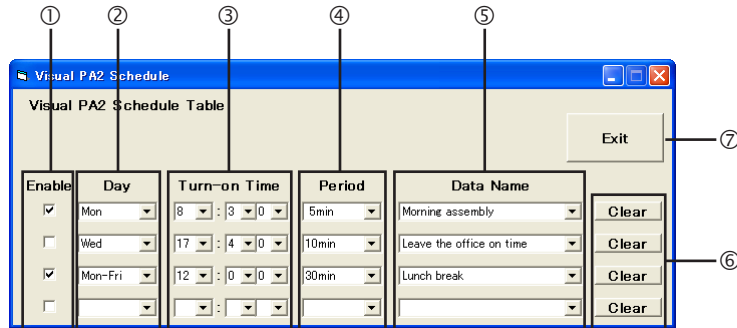 ① ② ③ ④ ⑤
Visual PA2 Schedule
Visual PA2 Schedule Table
Exit ⑦
Enable Day Turn-on Time Period Data Name
Mon 8 : 3 0 5min Morning assembly Clear
Wed 17 : 4 0 10min Leave the office on time Clear
⑥
Mon-Fri 12 : 0 0 30min Lunch break Clear
: Clear